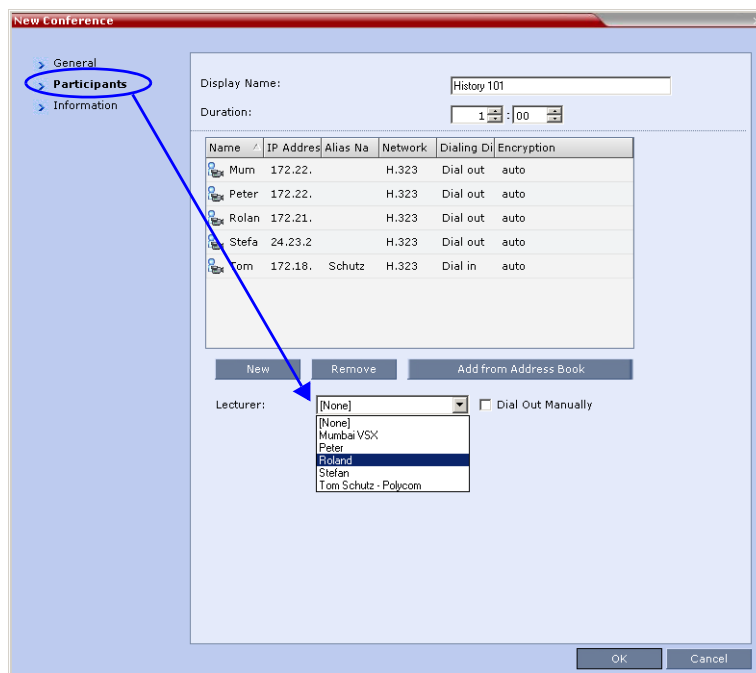 New Conference
General
Participants
Information
Display Name: History 101
Duration: 1 : 00
Name IP Addres Alias Na Network Dialing Di Encryption
Mum 172.22. H.323 Dial out auto
Peter 172.22. H.323 Dial out auto
Rolan 172.21. H.323 Dial out auto
Stefa 24.23.2 H.323 Dial out auto
Tom 172.18. Schutz H.323 Dial in auto
New Remove Add from Address Book
Lecturer: [None] Dial Out Manually
[None]
Mumbai VSX
Peter
Roland
Stefan
Tom Schutz - Polycom
OK Cancel